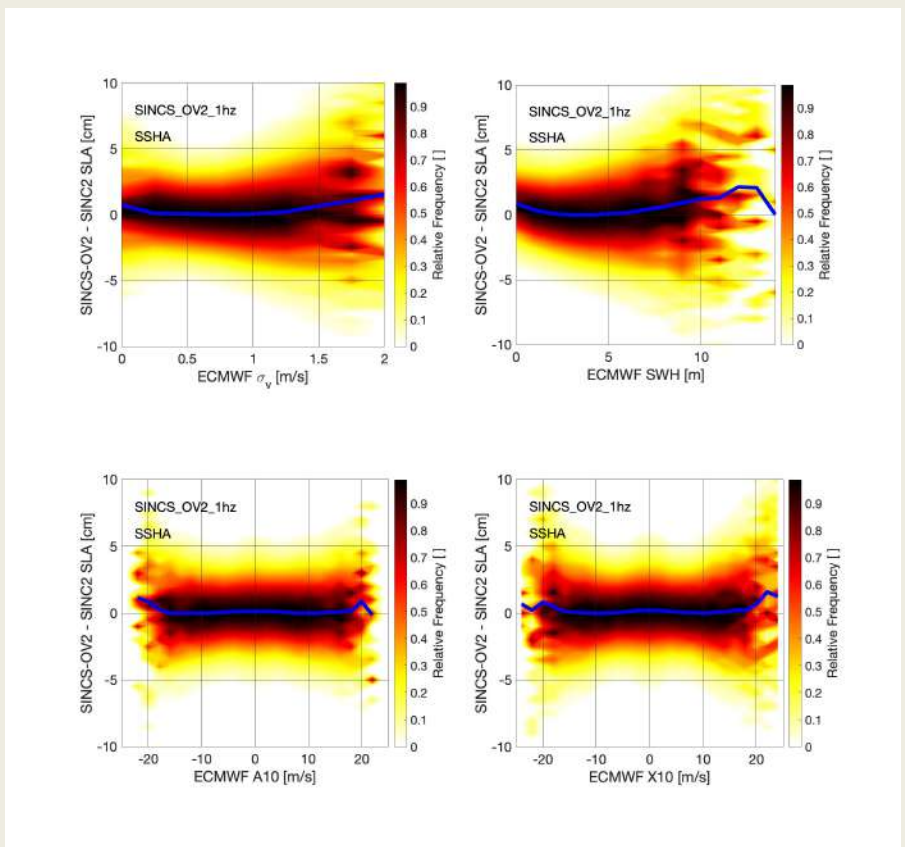 10
5
0
-5
-10
SINCS-OV2 - SINC2 SLA [cm]
SINCS_OV2_1hz
SSHA
0 0.5 1 1.5 2
ECMWF σv [m/s]
0.9
0.8
0.7
0.6
0.5
0.4
0.3
0.2
0.1
0
Relative Frequency [ ]
10
5
0
-5
-10
SINCS-OV2 - SINC2 SLA [cm]
SINCS_OV2_1hz
SSHA
0 5 10
ECMWF SWH [m]
0.9
0.8
0.7
0.6
0.5
0.4
0.3
0.2
0.1
0
Relative Frequency [ ]
10
5
0
-5
-10
SINCS-OV2 - SINC2 SLA [cm]
SINCS_OV2_1hz
SSHA
-20 -10 0 10 20
ECMWF A10 [m/s]
0.9
0.8
0.7
0.6
0.5
0.4
0.3
0.2
0.1
0
Relative Frequency [ ]
10
5
0
-5
-10
SINCS-OV2 - SINC2 SLA [cm]
SINCS_OV2_1hz
SSHA
-20 -10 0 10 20
ECMWF X10 [m/s]
0.9
0.8
0.7
0.6
0.5
0.4
0.3
0.2
0.1
0
Relative Frequency [ ]